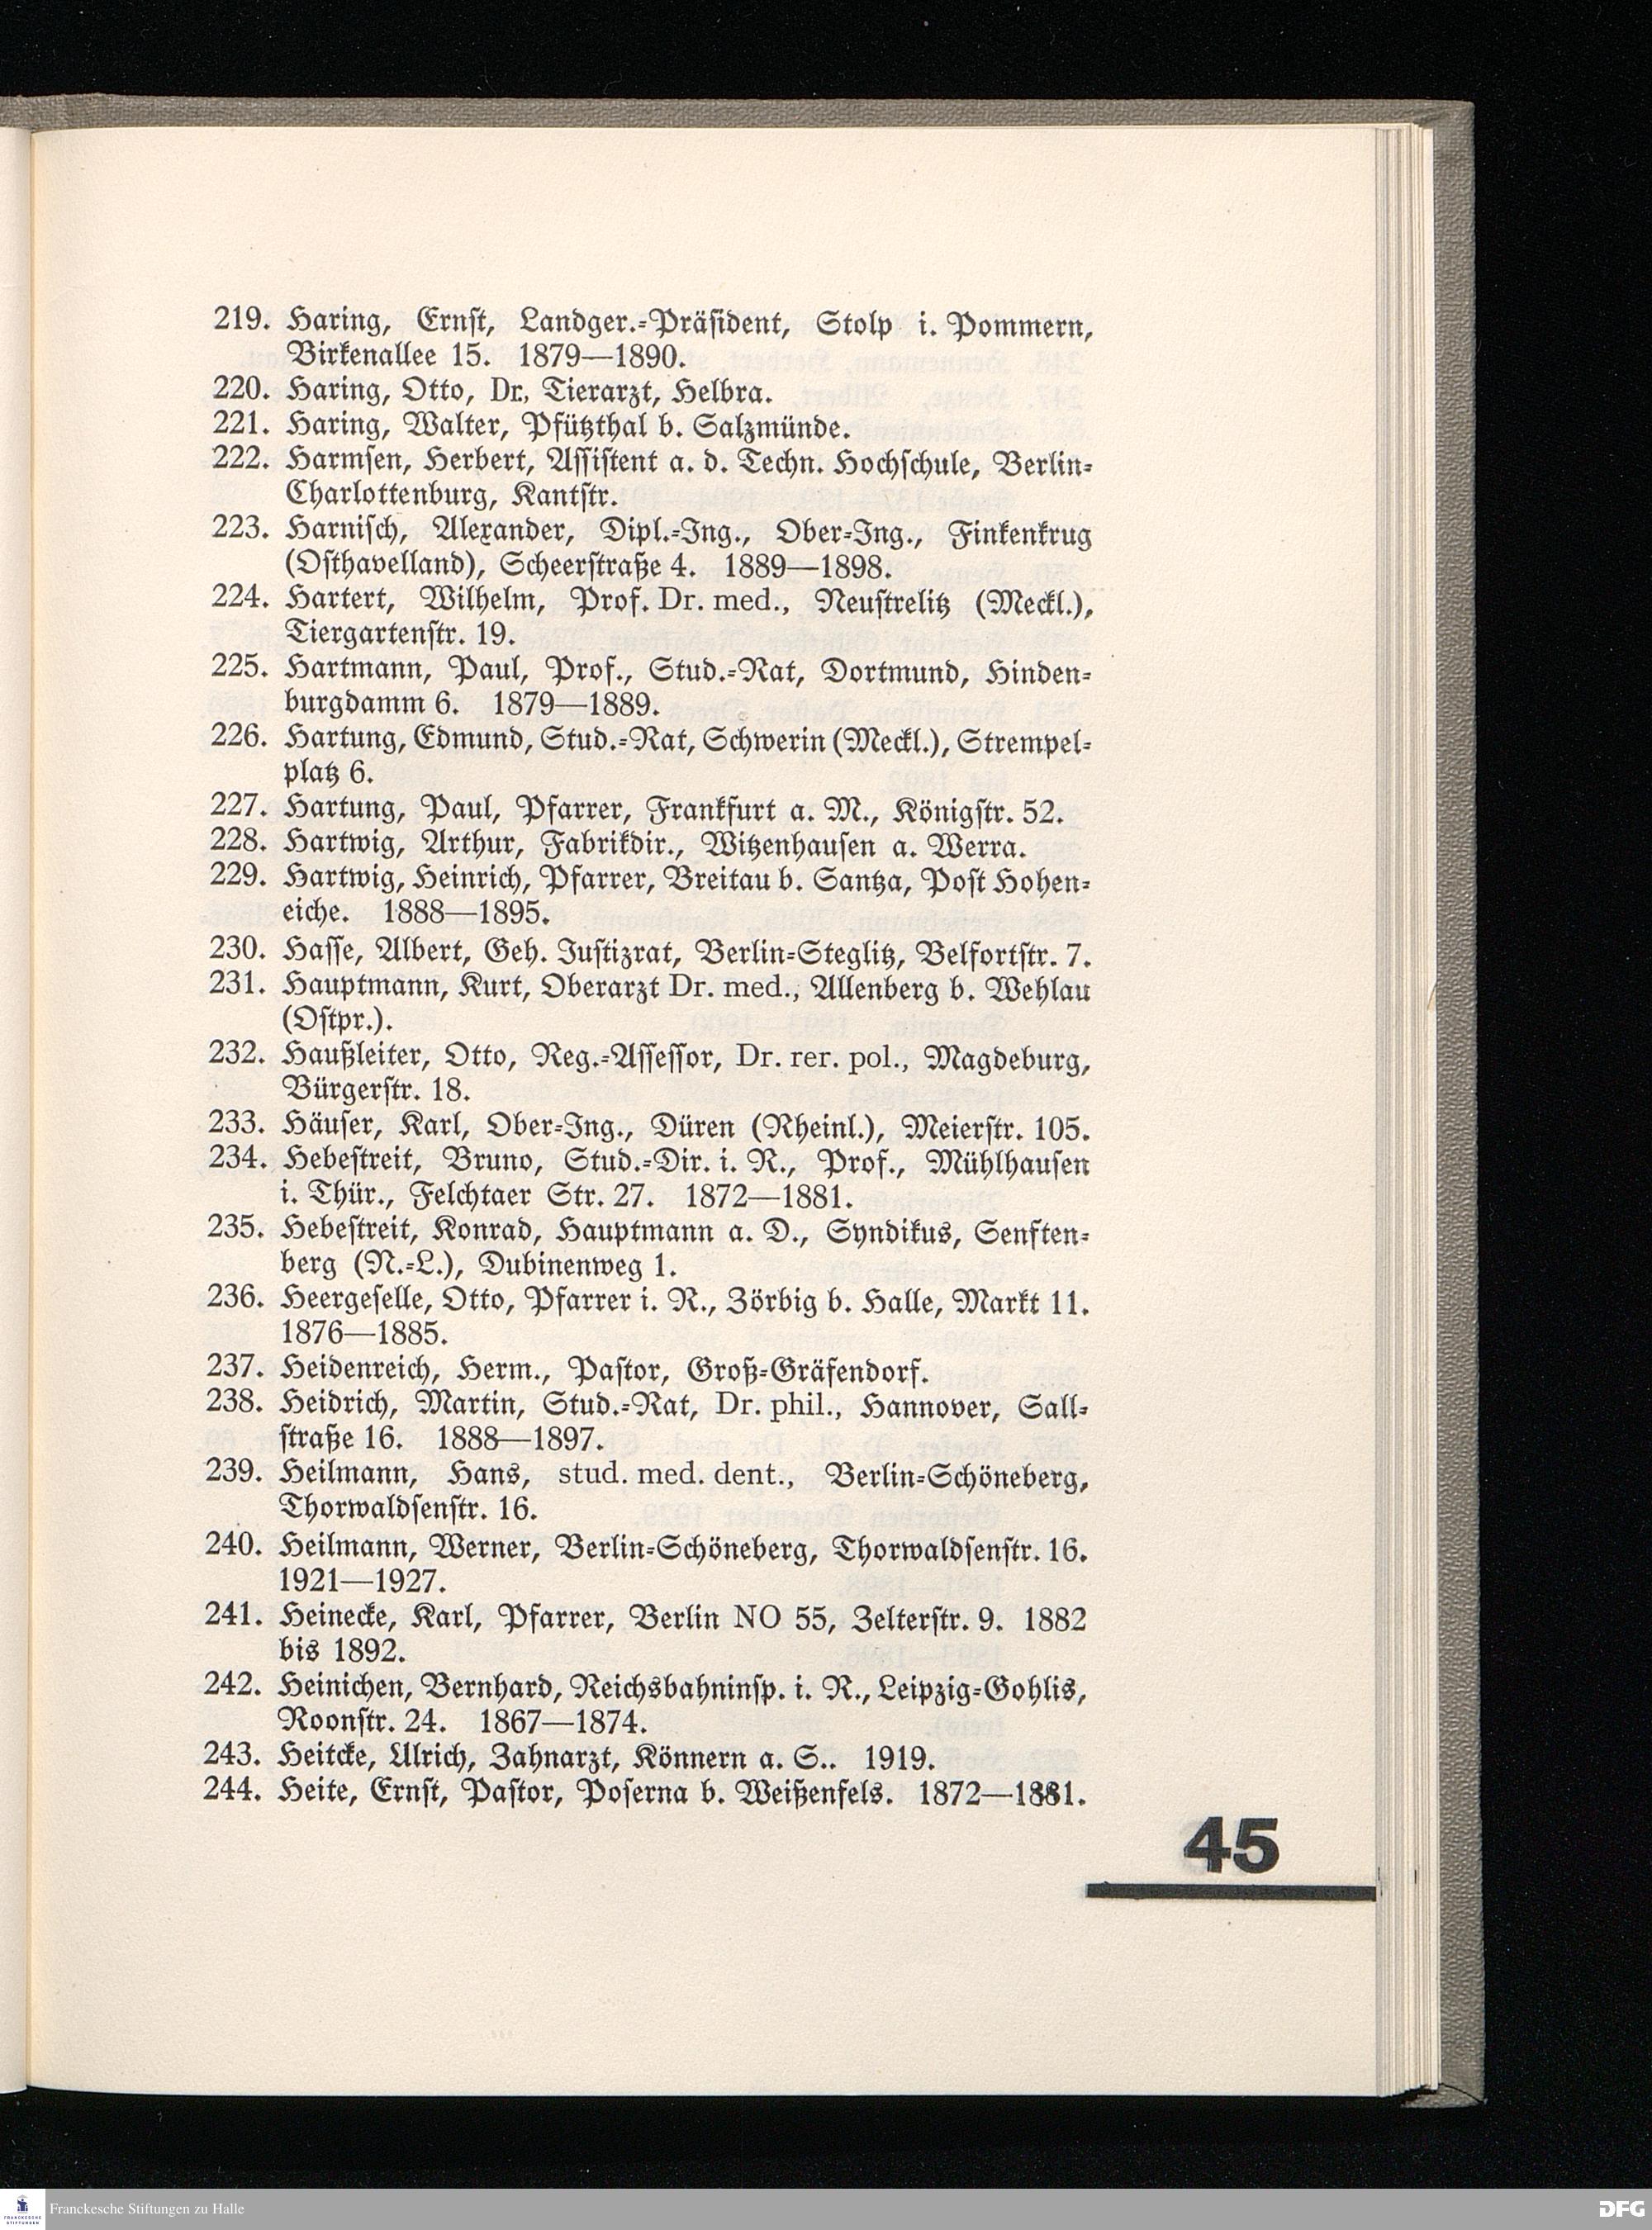 219. Haring, Ernst, Landger.-Präsident, Stolp i. Pommern,
Birkenallee 15. 1879—1890.
220. Haring, Otto, Dr., Tierarzt, Helbra.
221. Haring, Walter, Pfützthal b. Salzmünde.
222. Harmsen, Herbert, Assistent a. d. Techn. Hochschule, Berlin-
Charlottenburg, Kantstr.
223. Harnisch, Alexander, Dipl.-Ing., Ober-Ing., Finkenkrug
(Osthavelland), Scheerstraße 4. 1889—1898.
224. Hartert, Wilhelm, Prof. Dr. med., Neustrelitz (Meckl.),
Tiergartenstr. 19.
225. Hartmann, Paul, Prof., Stud.-Rat, Dortmund, Hinden-
burgdamm 6. 1879—1889.
226. Hartung, Edmund, Stud.-Rat, Schwerin (Meckl.), Strempel-
platz 6.
227. Hartung, Paul, Pfarrer, Frankfurt a. M., Königstr. 52.
228. Hartwig, Arthur, Fabrikdir., Witzenhausen a. Werra.
229. Hartwig, Heinrich, Pfarrer, Breitau b. Santza, Post Hohen-
eiche. 1888—1895.
230. Hasse, Albert, Geh. Justizrat, Berlin-Steglitz, Belfortstr. 7.
231. Hauptmann, Kurt, Oberarzt Dr. med., Allenberg b. Wehlau
(Ostpr.).
232. Haußleiter, Otto, Reg.-Assessor, Dr. rer. pol., Magdeburg,
Bürgerstr. 18.
233. Häuser, Karl, Ober-Ing., Düren (Rheinl.), Meierstr. 105.
234. Hebestreit, Bruno, Stud.-Dir. i. R., Prof., Mühlhausen
i. Thür., Felchtaer Str. 27. 1872—1881.
235. Hebestreit, Konrad, Hauptmann a. D., Syndikus, Senften-
berg (N.-L.), Dubinenweg 1.
236. Heergeselle, Otto, Pfarrer i. R., Zörbig b. Halle, Markt 11.
1876—1885.
237. Heidenreich, Herm., Pastor, Groß-Gräfendorf.
238. Heidrich, Martin, Stud.-Rat, Dr. phil., Hannover, Sall-
straße 16. 1888—1897.
239. Heilmann, Hans, stud. med. dent., Berlin-Schöneberg,
Thorwaldsenstr. 16.
240. Heilmann, Werner, Berlin-Schöneberg, Thorwaldsenstr. 16.
1921—1927.
241. Heinecke, Karl, Pfarrer, Berlin NO 55, Zelterstr. 9. 1882
bis 1892.
242. Heinichen, Bernhard, Reichsbahninsp. i. R., Leipzig-Gohlis,
Roonstr. 24. 1867—1874.
243. Heitcke, Ulrich, Zahnarzt, Könnern a. S.. 1919.
244. Heite, Ernst, Pastor, Poserna b. Weißenfels. 1872—1881.
45
Franckesche Stiftungen zu Halle
DFG